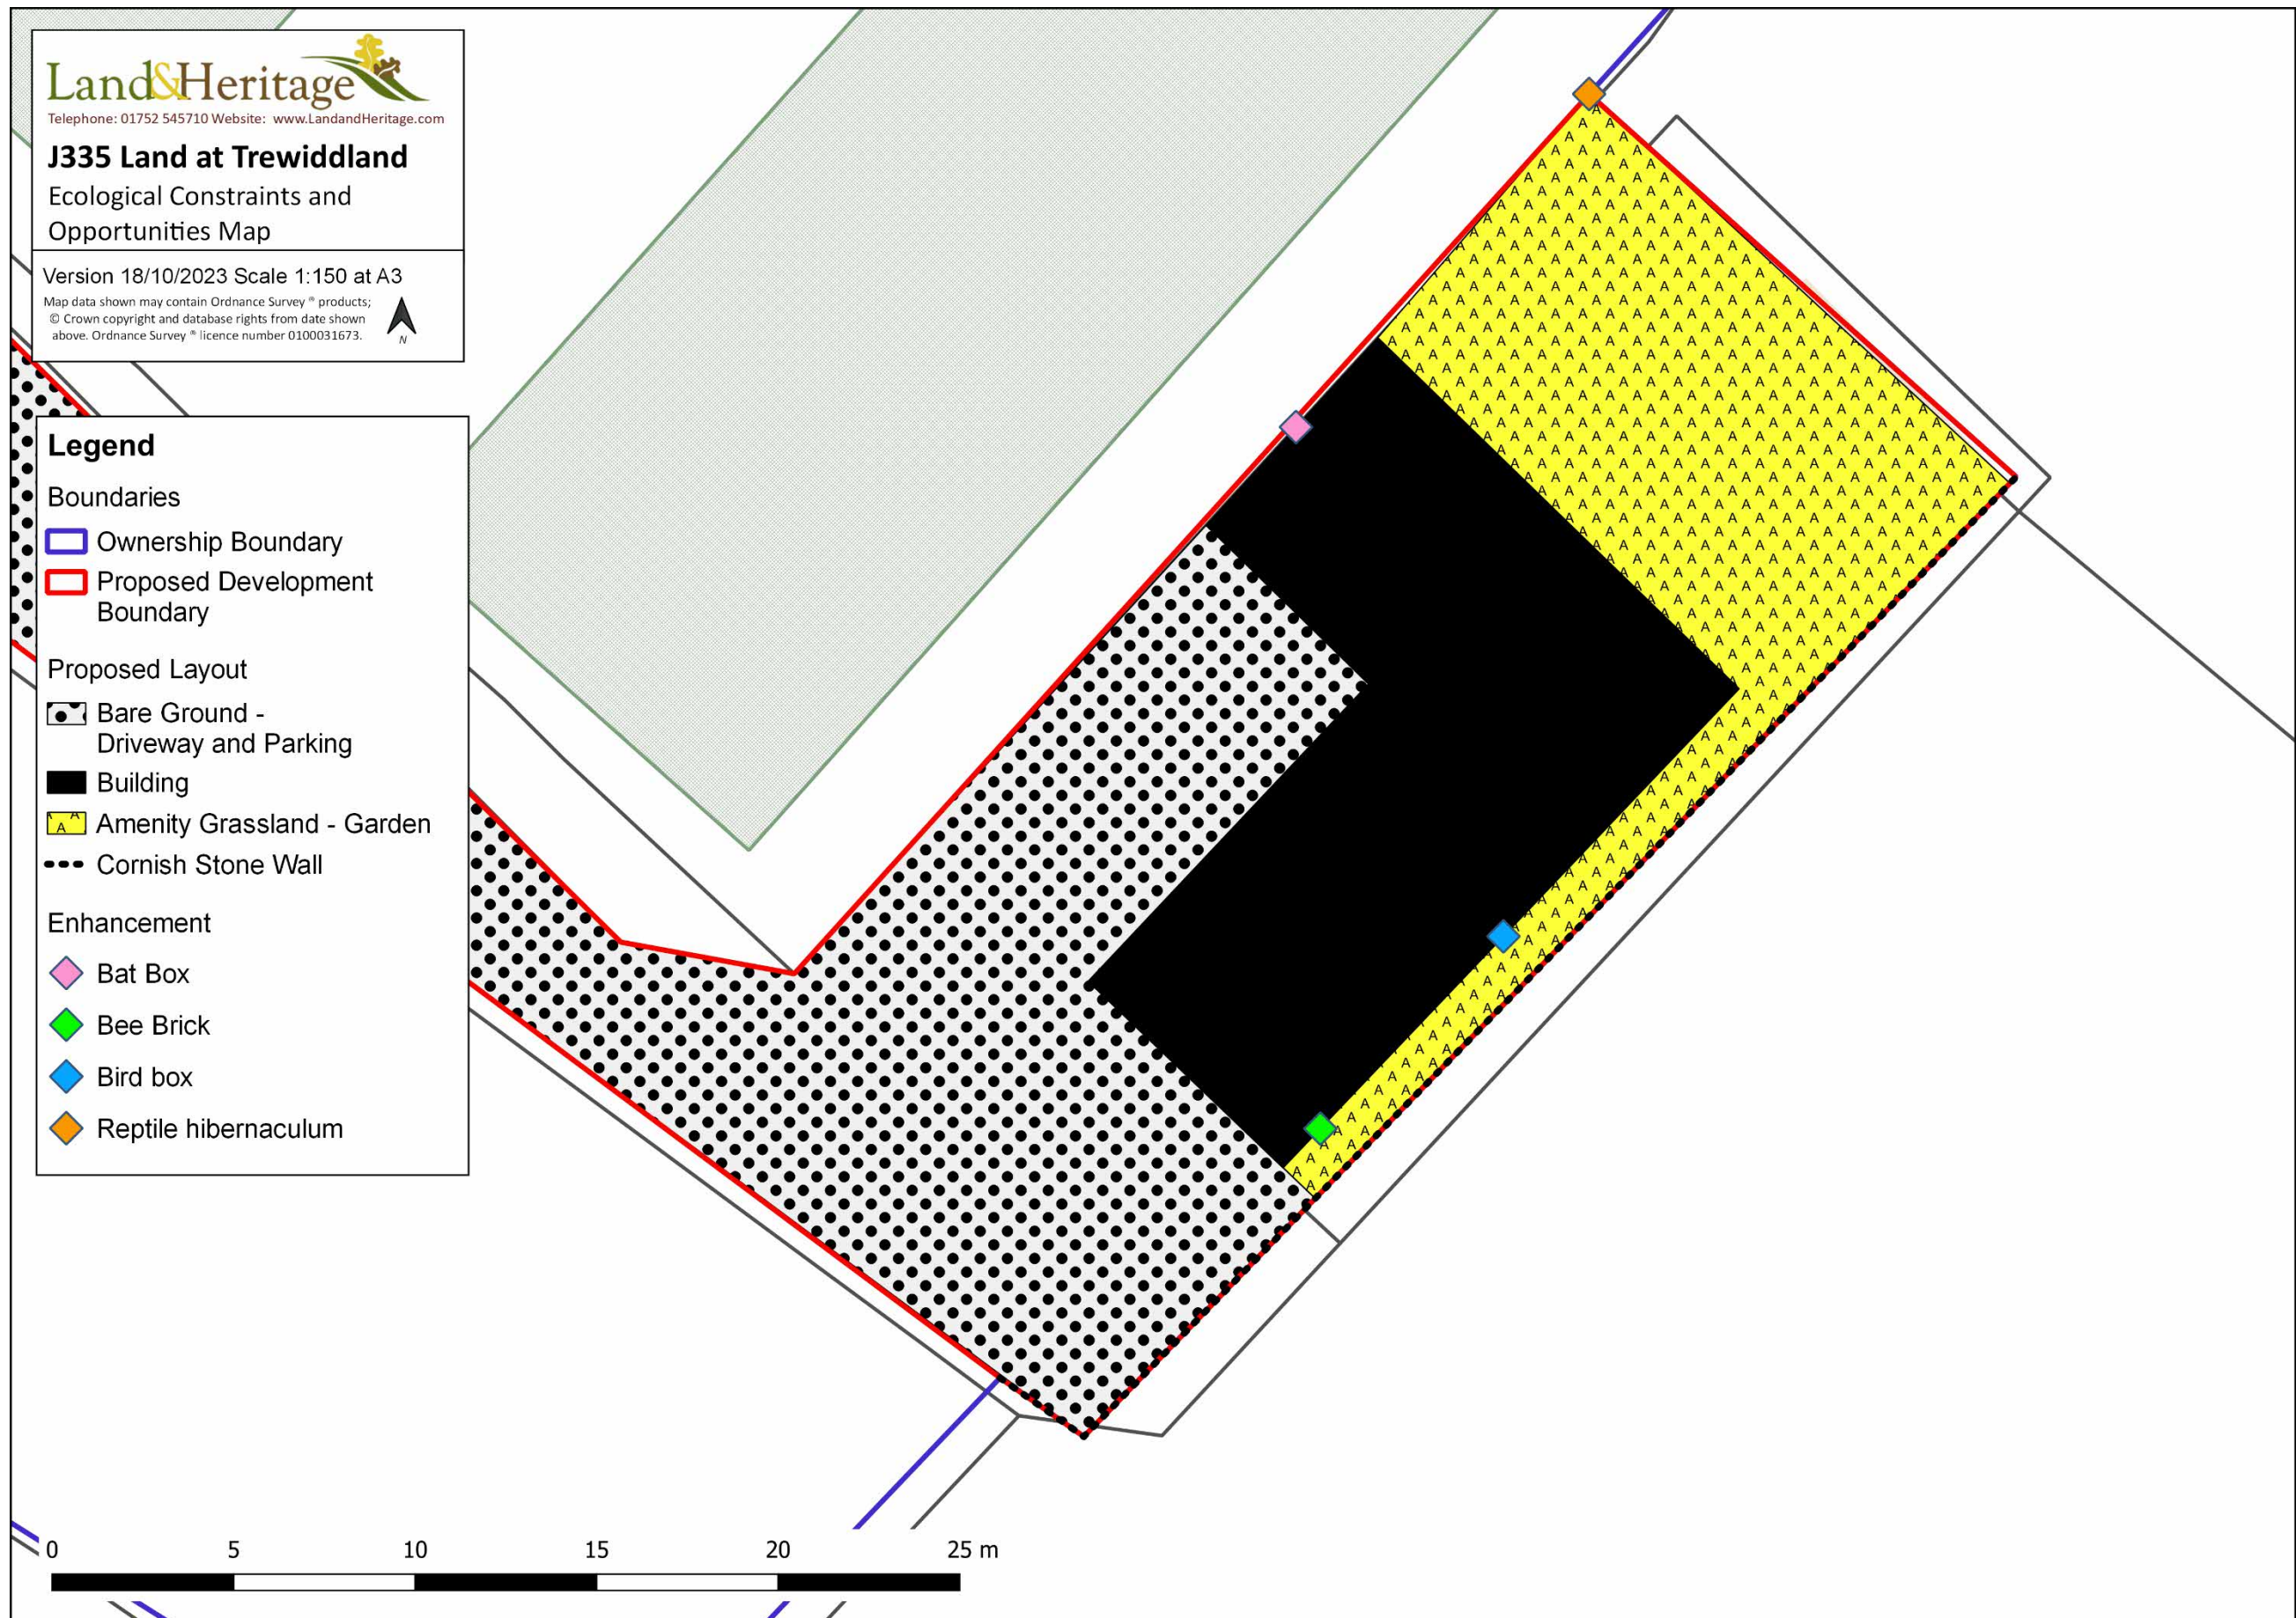 Land&Heritage
Telephone: 01752 545710 Website: www.LandandHeritage.com
J335 Land at Trewiddland
Ecological Constraints and
Opportunities Map
Version 18/10/2023 Scale 1:150 at A3
Map data shown may contain Ordnance Survey ® products;
© Crown copyright and database rights from date shown
above. Ordnance Survey ® licence number 0100031673.
N
Legend
Boundaries
Ownership Boundary
Proposed Development
Boundary
Proposed Layout
Bare Ground -
Driveway and Parking
Building
Amenity Grassland - Garden
Cornish Stone Wall
Enhancement
Bat Box
Bee Brick
Bird box
Reptile hibernaculum
0 5 10 15 20 25 m